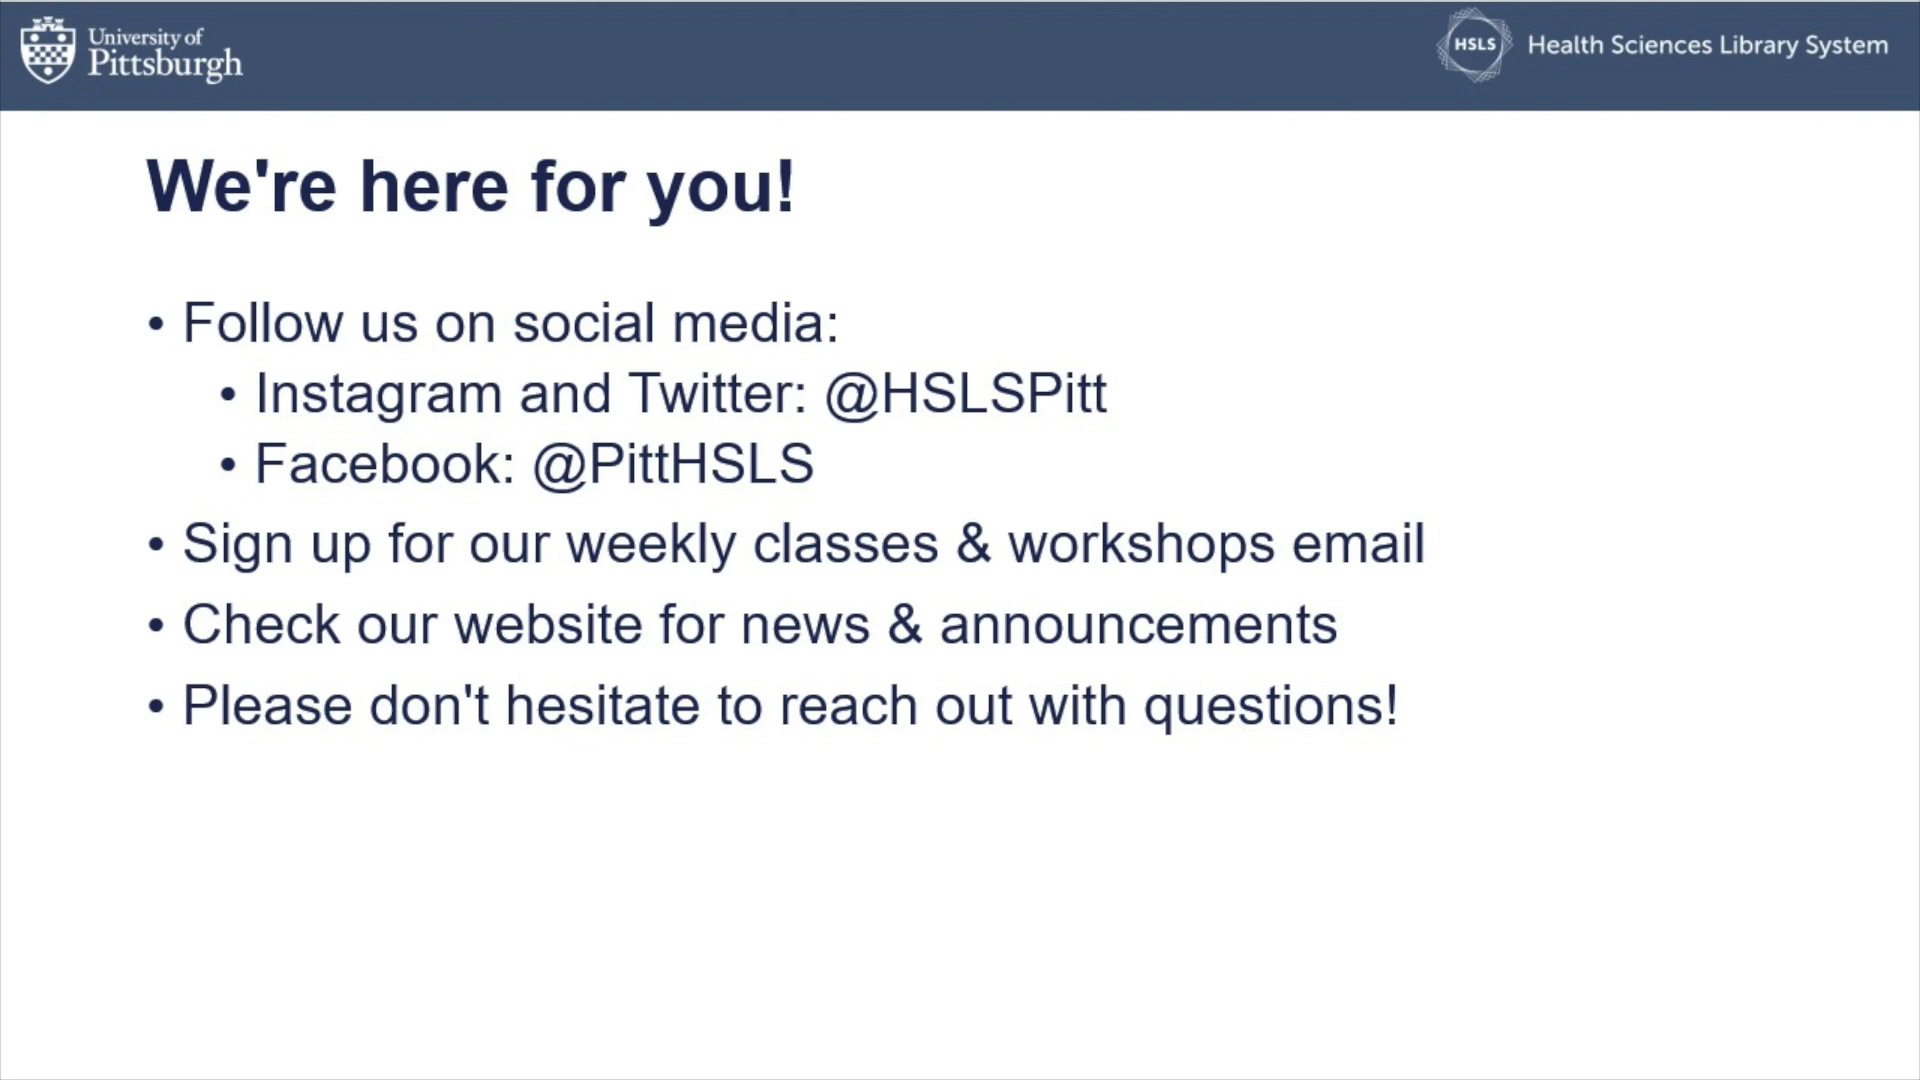 University of
Pittsburgh
HSLS
Health Sciences Library System
We're here for you!
• Follow us on social media:
• Instagram and Twitter: @HSLSPitt
• Facebook: @PittHSLS
• Sign up for our weekly classes & workshops email
• Check our website for news & announcements
• Please don't hesitate to reach out with questions!